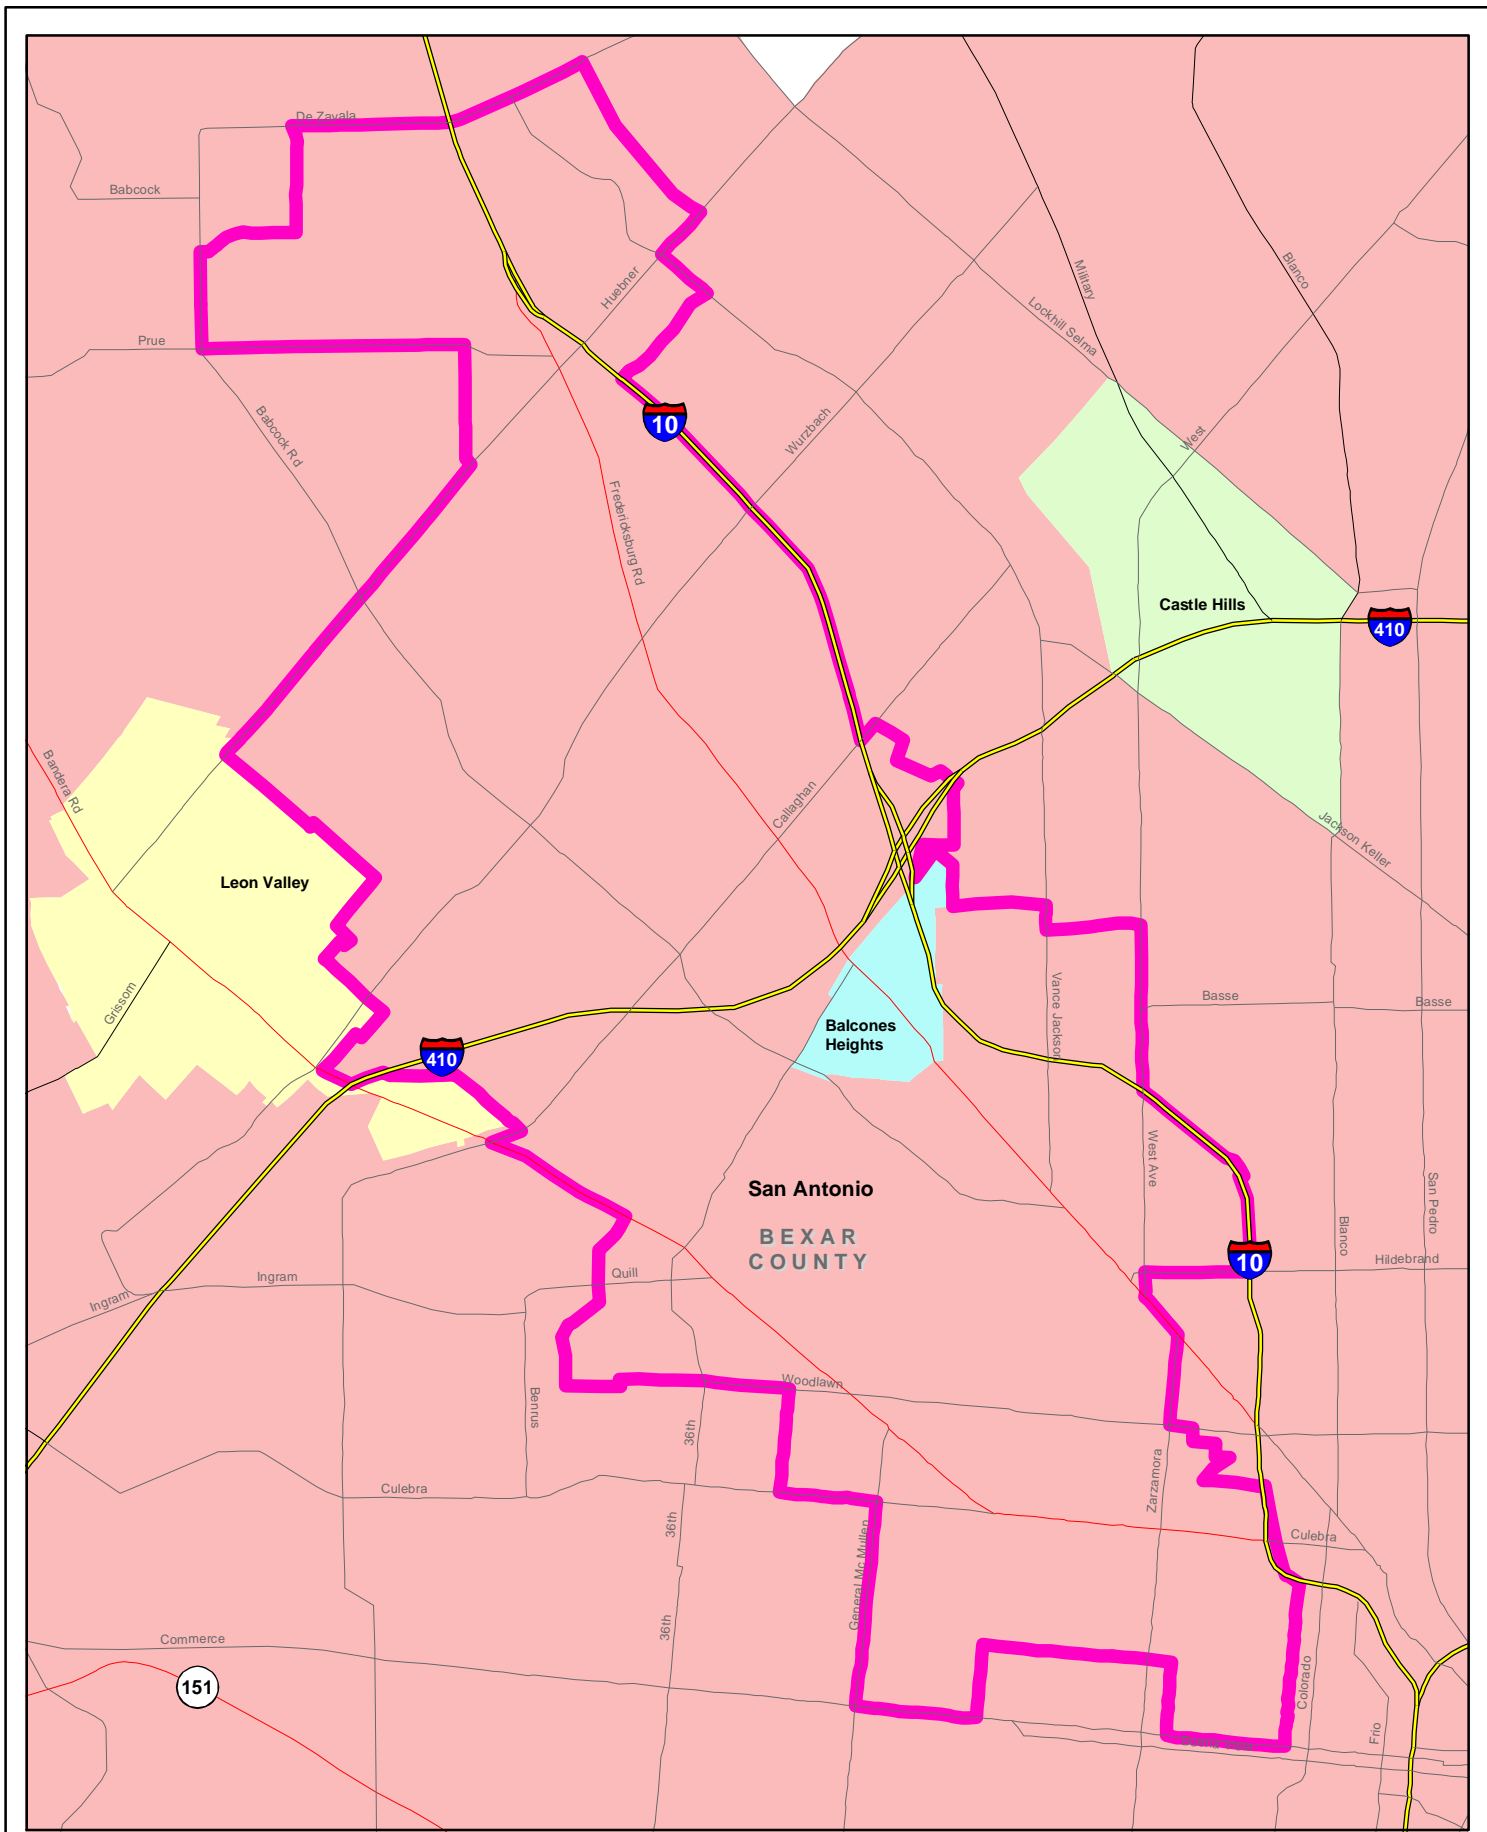 De Zavala
Babcock
Huebner
Military
Blanco
Lockhill Selma
Prue
10
Babcock Rd
Wurzbach
West
Fredericksburg Rd
Castle Hills
410
Bandera Rd
Callaghan
Jackson Keller
Leon Valley
Grissom
Vance Jackson
Basse
Basse
Balcones
Heights
410
West Ave
San Antonio
San Pedro
BEXAR
COUNTY
Blanco
10
Hildebrand
Ingram
Quill
Ingram
Woodlawn
Bennus
36th
Zarzamora
Culebra
36th
Culebra
General Mc Mullen
36th
Commerce
151
Colorado
Frio